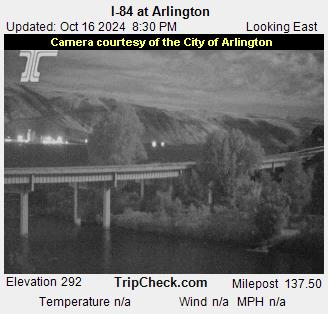 I-84 at Arlington
Updated: Oct 16 2024 8:30 PM Looking East
Camera courtesy of the City of Arlington
Elevation 292 TripCheck.com Milepost 137.50
Temperature n/a Wind n/a MPH n/a